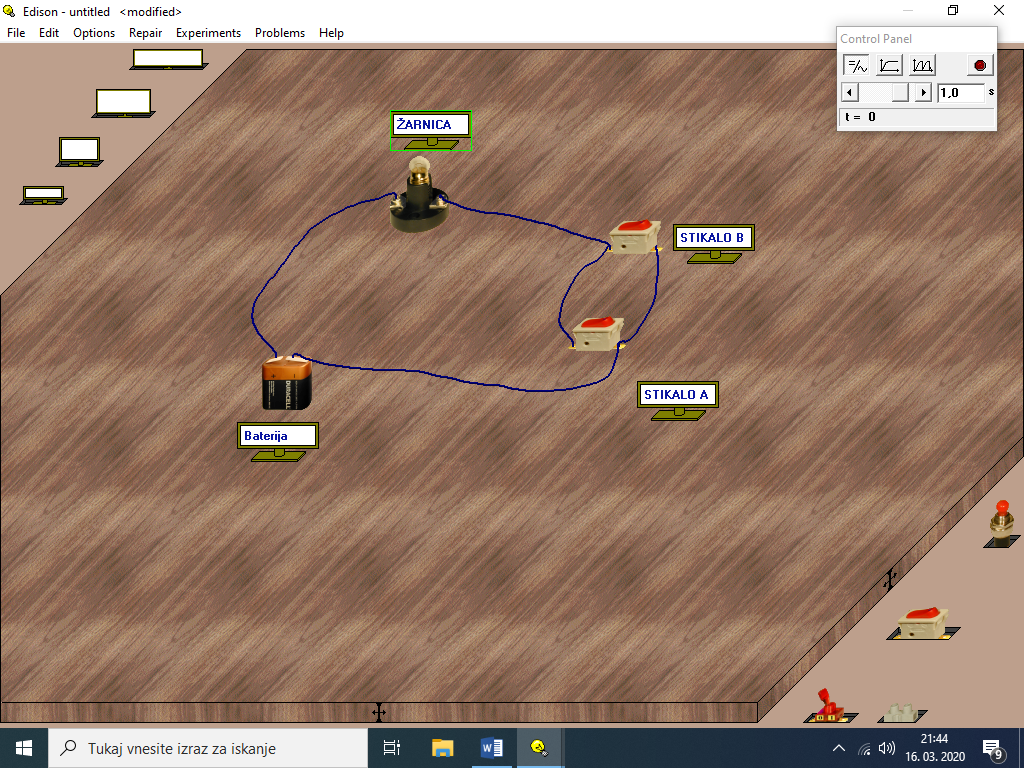 Edison - untitled <modified>
File Edit Options Repair Experiments Problems Help
Control Panel
1,0 s
t = 0
ŽARNICA
STIKALO B
STIKALO A
DURACELL
Baterija
Tukaj vnesite izraz za iskanje
21:44
16. 03. 2020
9